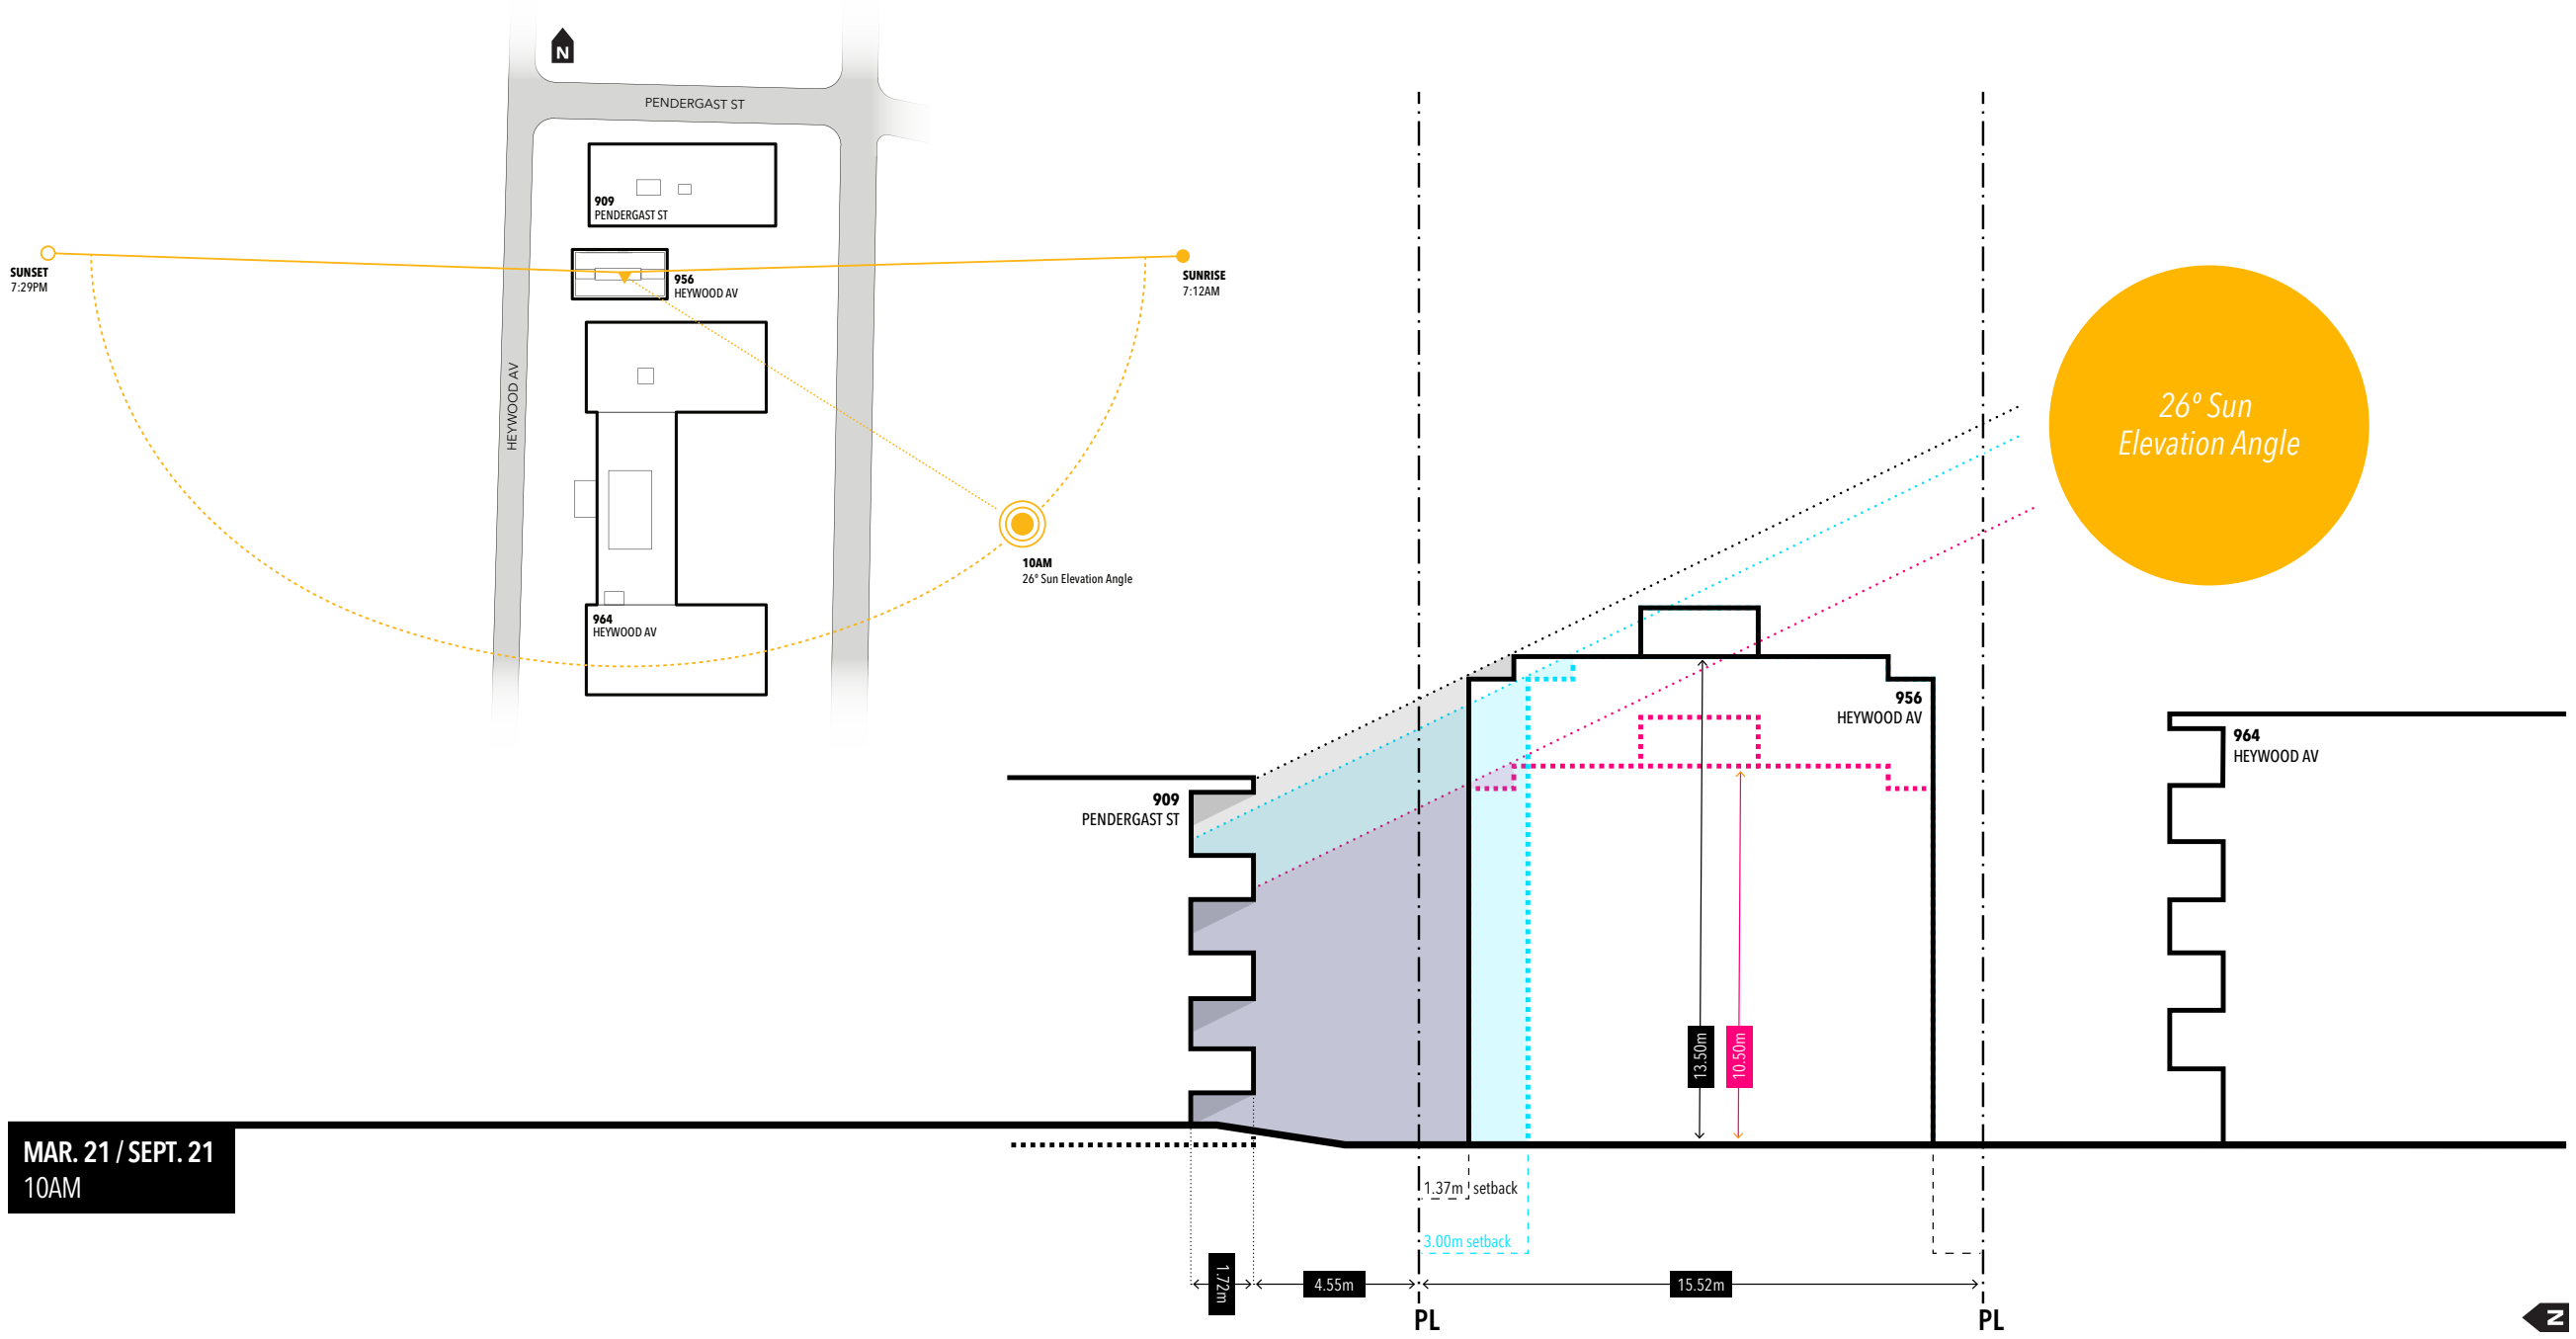 N
PENDERGAST ST
909
PENDERGAST ST
SUNSET
7:29PM
956
HEYWOOD AV
SUNRISE
7:12AM
HEYWOOD AV
10AM
26º Sun Elevation Angle
964
HEYWOOD AV
26º Sun
Elevation Angle
956
HEYWOOD AV
964
HEYWOOD AV
909
PENDERGAST ST
13.50m
10.50m
MAR. 21 / SEPT. 21
10AM
1.37m setback
3.00m setback
1.72m
4.55m
15.52m
PL
PL
N